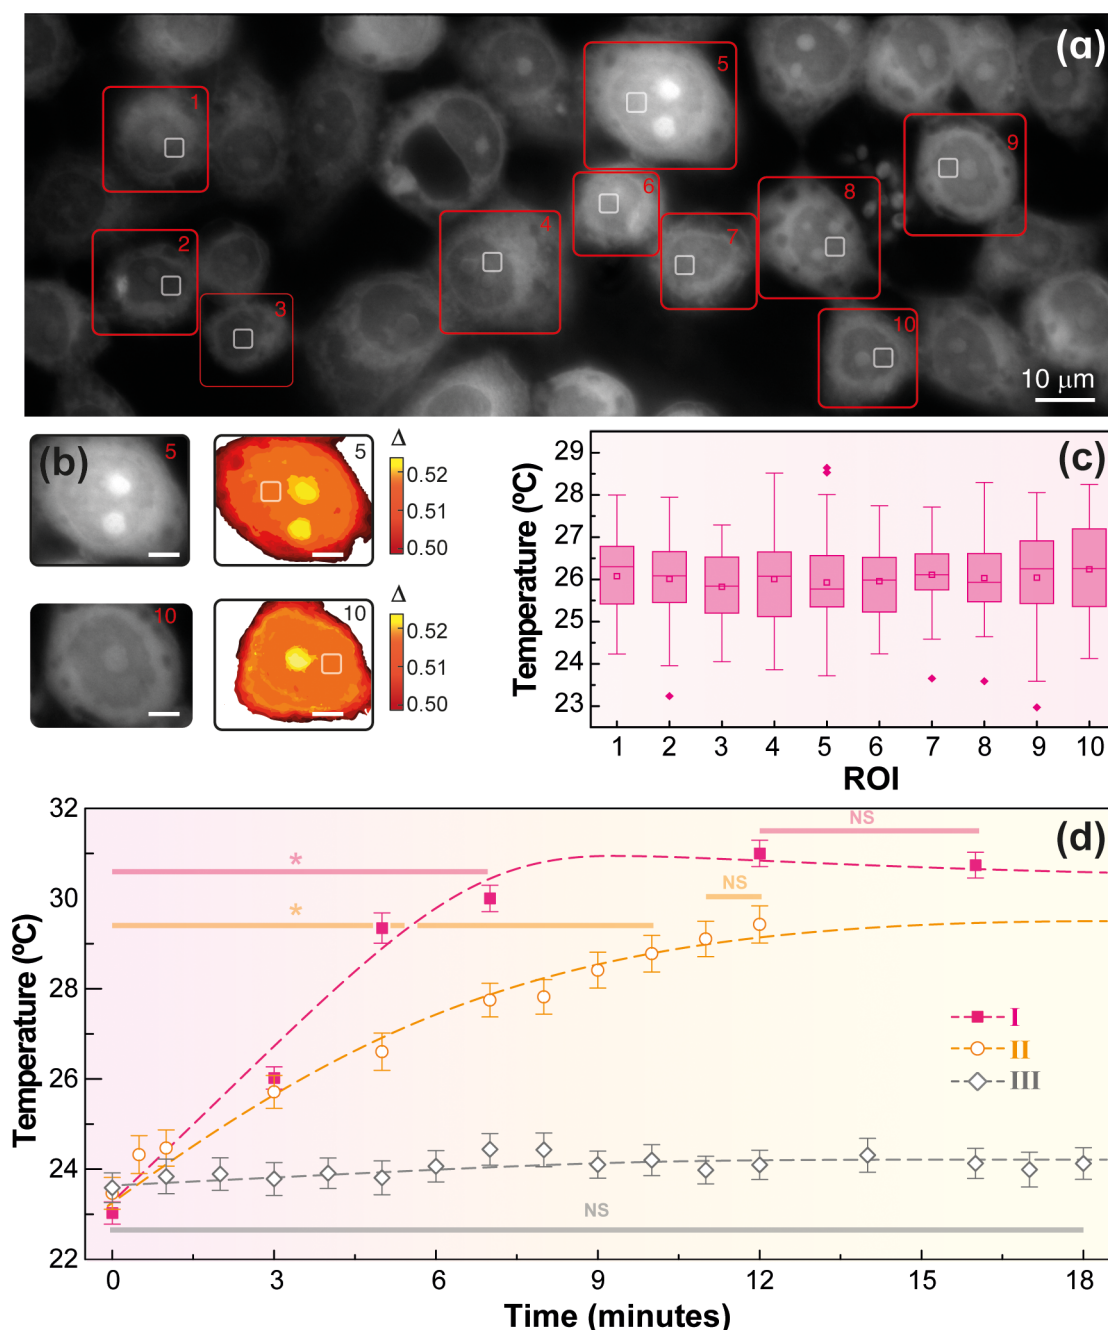 (a)
1
2
3
4
5
6
7
8
9
10
10 μm
(b)
5
5
Δ
0.52
0.51
0.50
10
10
Δ
0.52
0.51
0.50
(c)
Temperature (ºC)
29
28
27
26
25
24
23
1 2 3 4 5 6 7 8 9 10
ROI
(d)
Temperature (ºC)
32
30
28
26
24
22
NS
*
NS
*
I
II
III
NS
0 3 6 9 12 15 18
Time (minutes)